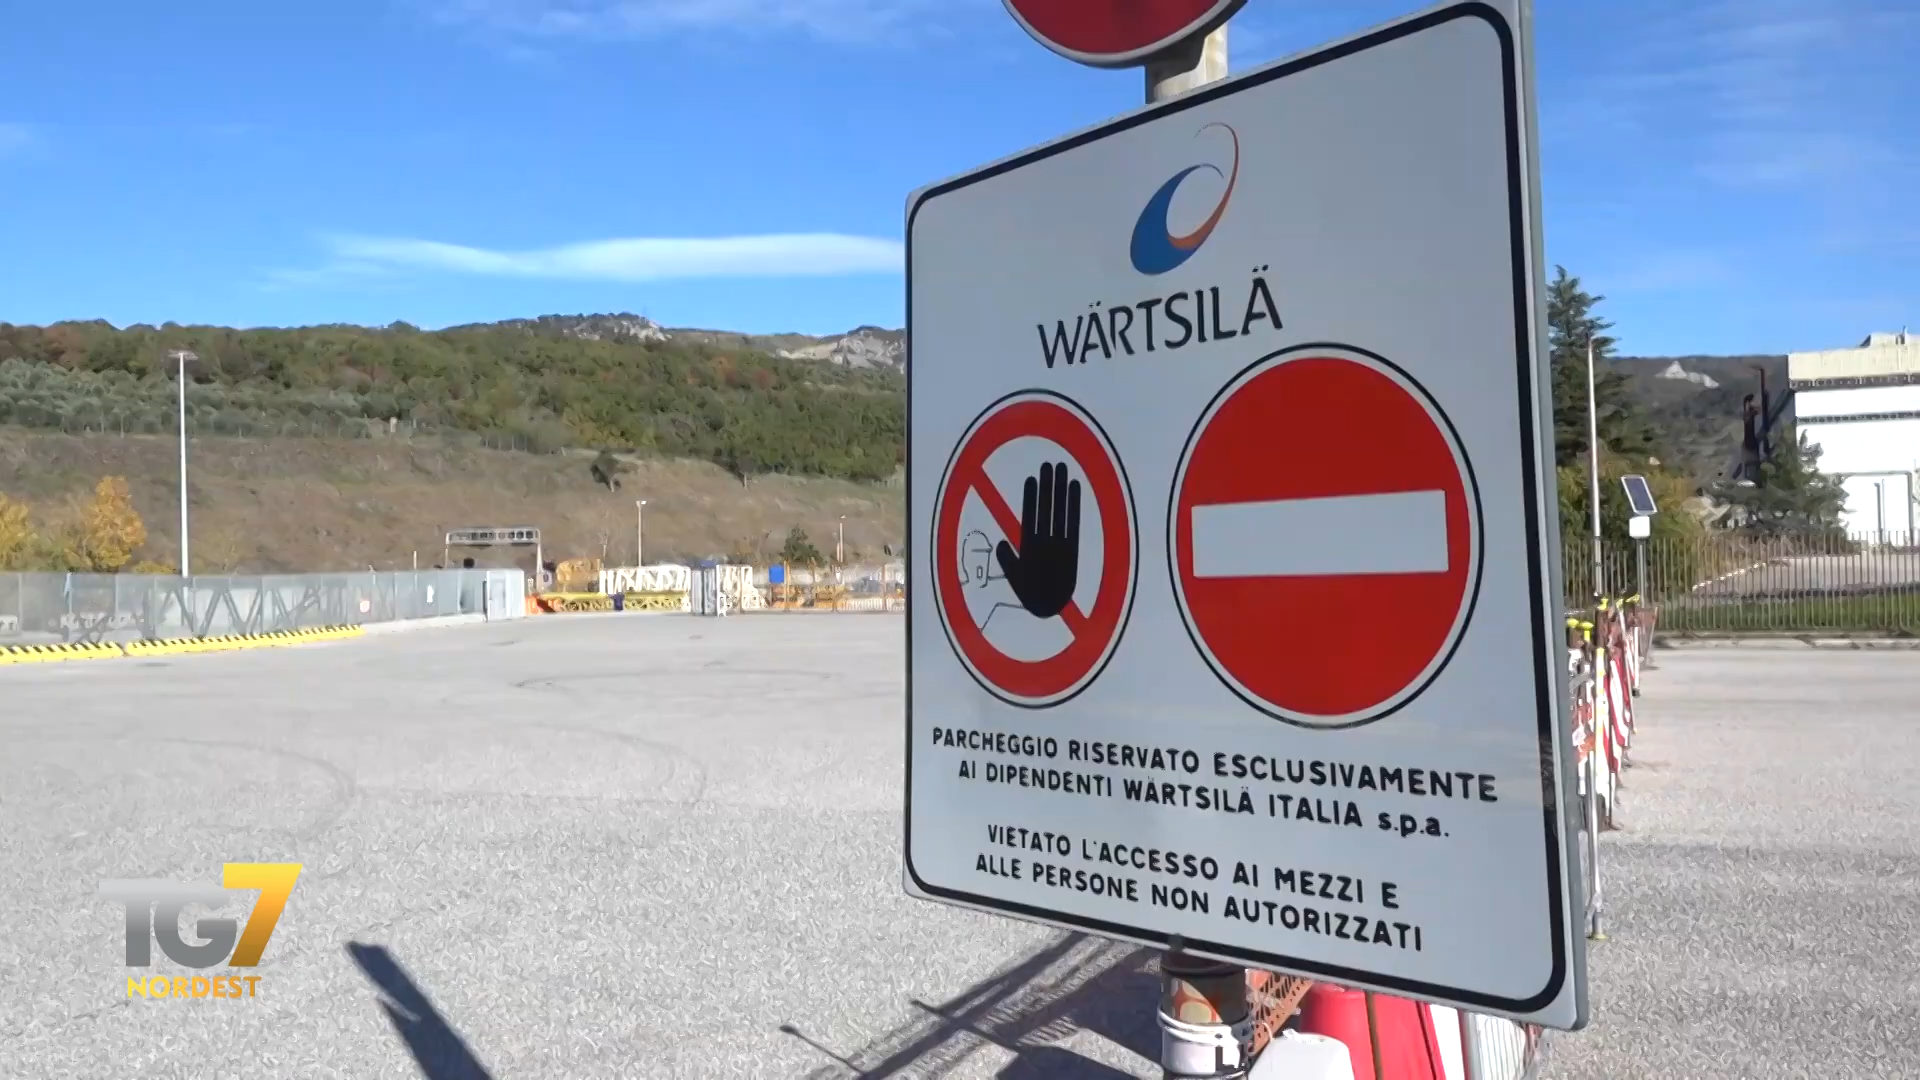 WÄRTSILÄ
PARCHEGGIO RISERVATO ESCLUSIVAMENTE
AI DIPENDENTI WÄRTSILÄ ITALIA s.p.a.
VIETATO L'ACCESSO AI MEZZI E
ALLE PERSONE NON AUTORIZZATI
TG7
NORDEST